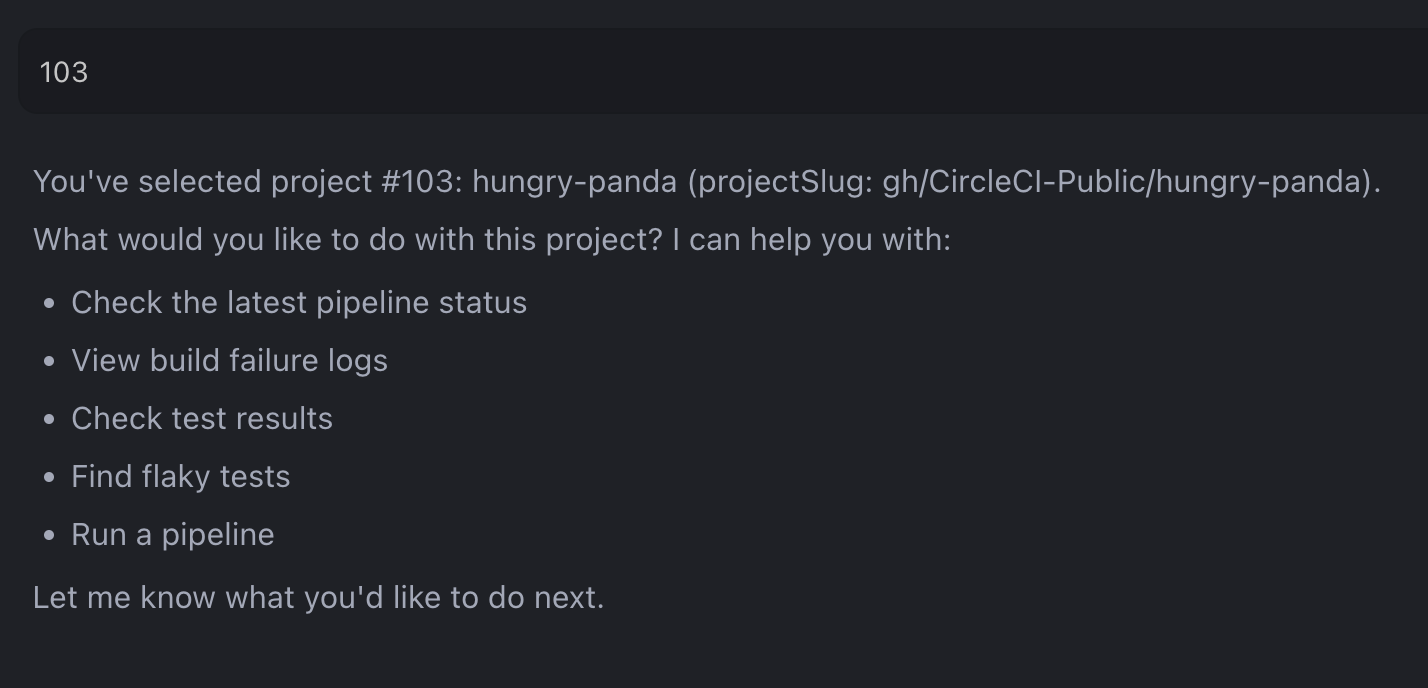 103
You've selected project #103: hungry-panda (projectSlug: gh/CircleCI-Public/hungry-panda).
What would you like to do with this project? I can help you with:
• Check the latest pipeline status
• View build failure logs
• Check test results
• Find flaky tests
• Run a pipeline
Let me know what you'd like to do next.